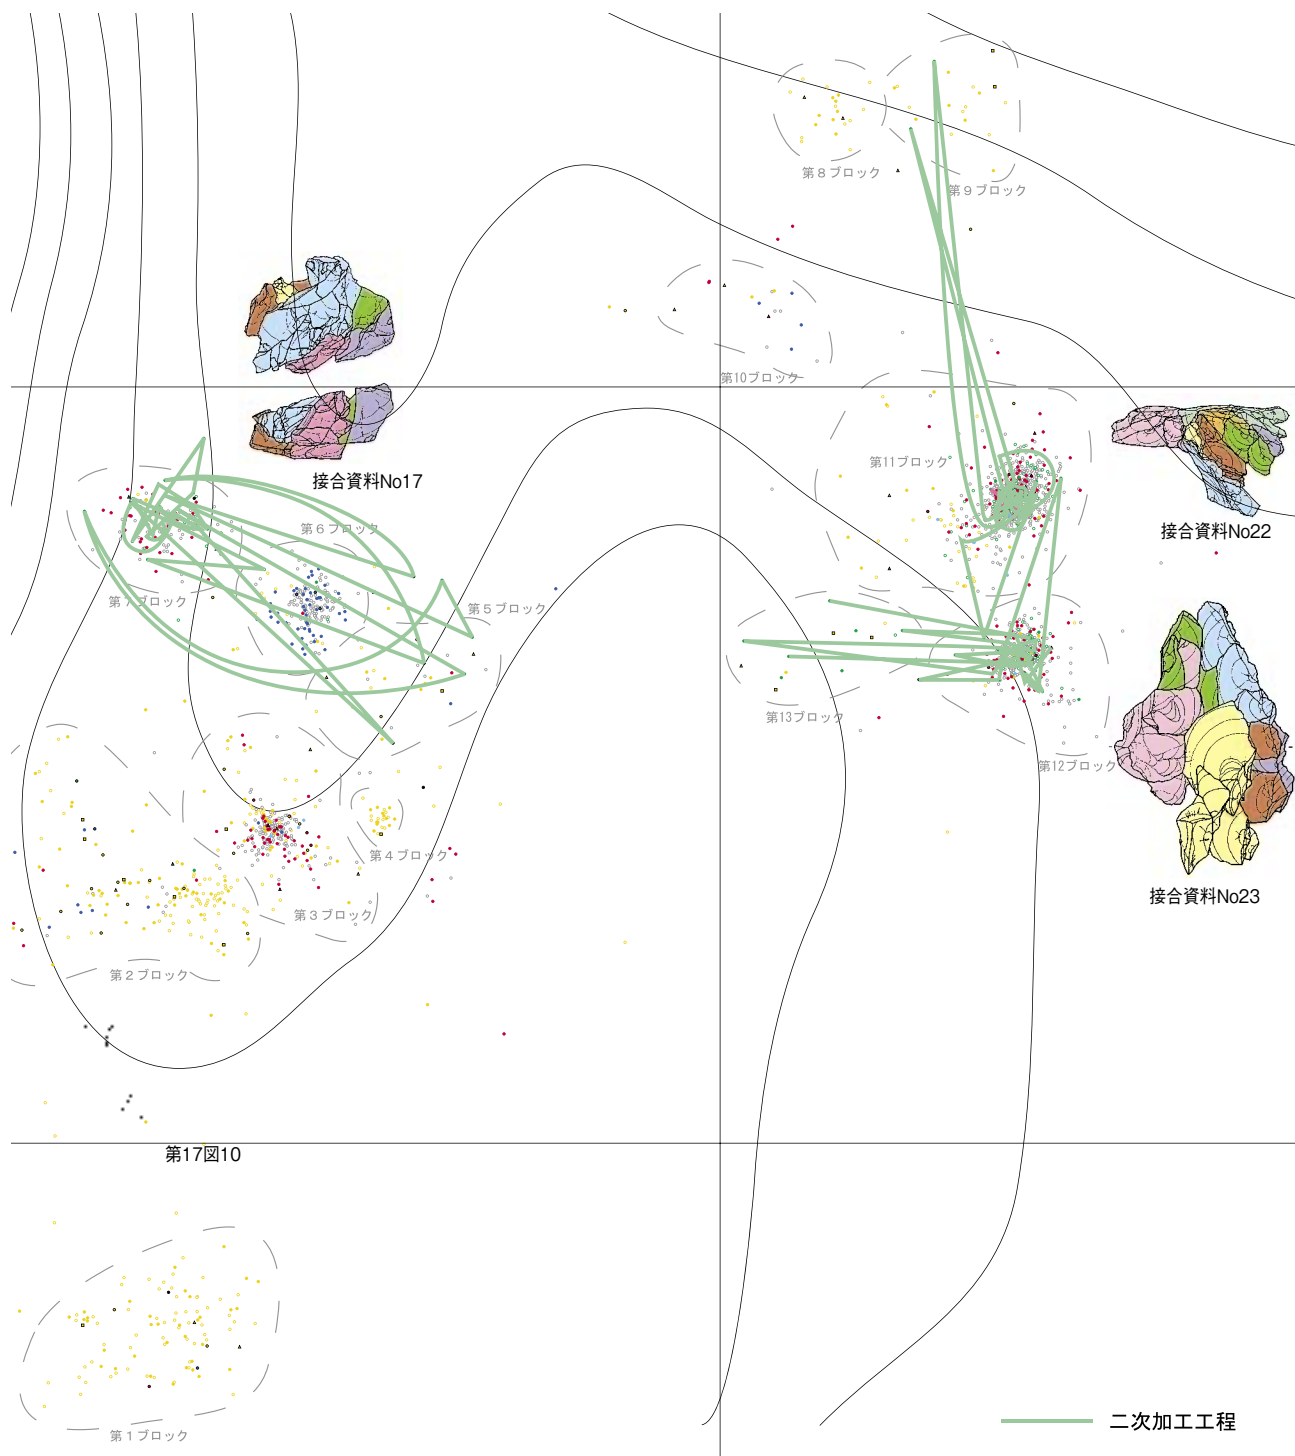 第８ブロック
第９ブロック
第10ブロック
接合資料No17
第11ブロック
第６ブロック
接合資料No22
第７ブロック
第５ブロック
第13ブロック
第12ブロック
第４ブロック
接合資料No23
第３ブロック
第２ブロック
第17図10
二次加工工程
第１ブロック